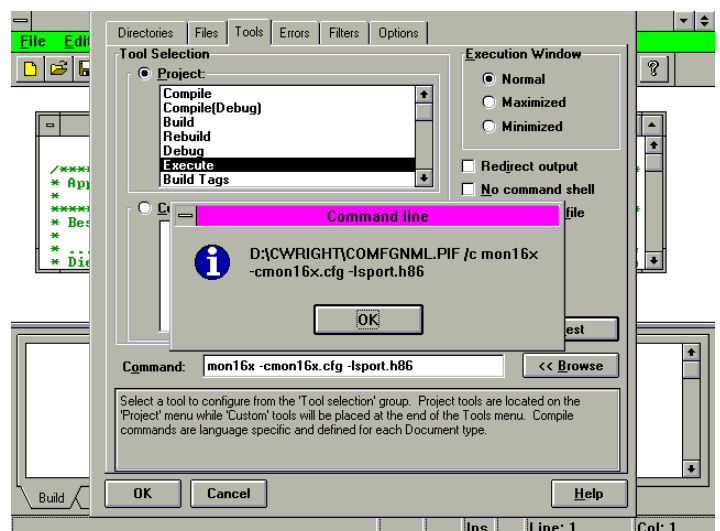 File Edi
Directories Files Tools Errors Filters Options
Tool Selection
Project:
Compile
Compile(Debug)
Build
Rebuild
Debug
Execute
Build Tags
Execution Window
Normal
Maximized
Minimized
Redirect output
No command shell
file
/****
* App
*
****
* Bes
*
* ...
* Die
Command line
D:\CWRIGHT\COMFGNML.PIF /c mon16x
-cmon16x.cfg -lsport.h86
OK
est
Command: mon16x -cmon16x.cfg -lsport.h86 << Browse
Select a tool to configure from the 'Tool selection' group. Project tools are located on the
'Project' menu while 'Custom' tools will be placed at the end of the Tools menu. Compile
commands are language specific and defined for each Document type.
OK Cancel Help
Build
Ins Line: 1 Col: 1